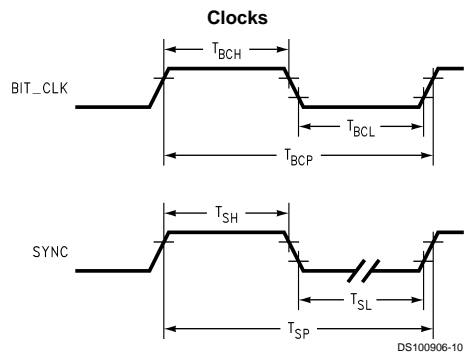 Clocks
T_BCH
BIT_CLK
T_BCL
T_BCP
T_SH
SYNC
T_SL
T_SP
DS100906-10